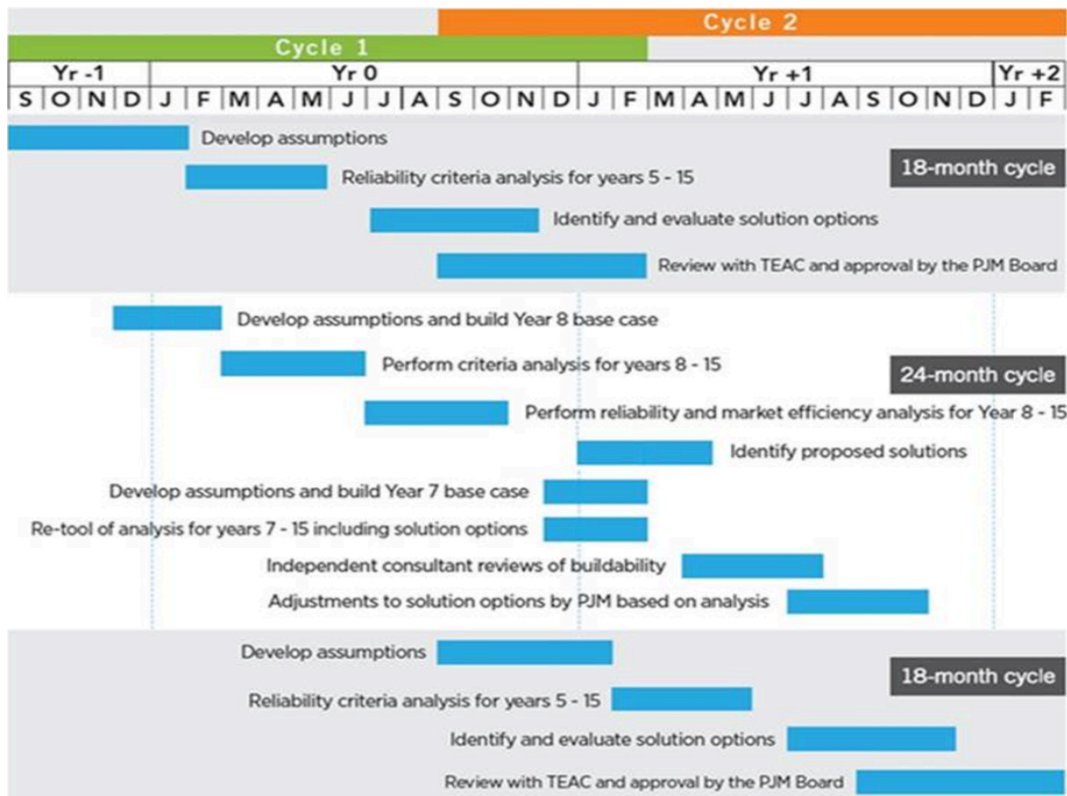 Cycle 2
Cycle 1
Yr -1 Yr 0 Yr +1 Yr +2
S O N D J F M A M J J A S O N D J F M A M J J A S O N D J F
Develop assumptions
18-month cycle
Reliability criteria analysis for years 5 - 15
Identify and evaluate solution options
Review with TEAC and approval by the PJM Board
Develop assumptions and build Year 8 base case
Perform criteria analysis for years 8 - 15
24-month cycle
Perform reliability and market efficiency analysis for Year 8 - 15
Identify proposed solutions
Develop assumptions and build Year 7 base case
Re-tool of analysis for years 7 - 15 including solution options
Independent consultant reviews of buildability
Adjustments to solution options by PJM based on analysis
Develop assumptions
18-month cycle
Reliability criteria analysis for years 5 - 15
Identify and evaluate solution options
Review with TEAC and approval by the PJM Board